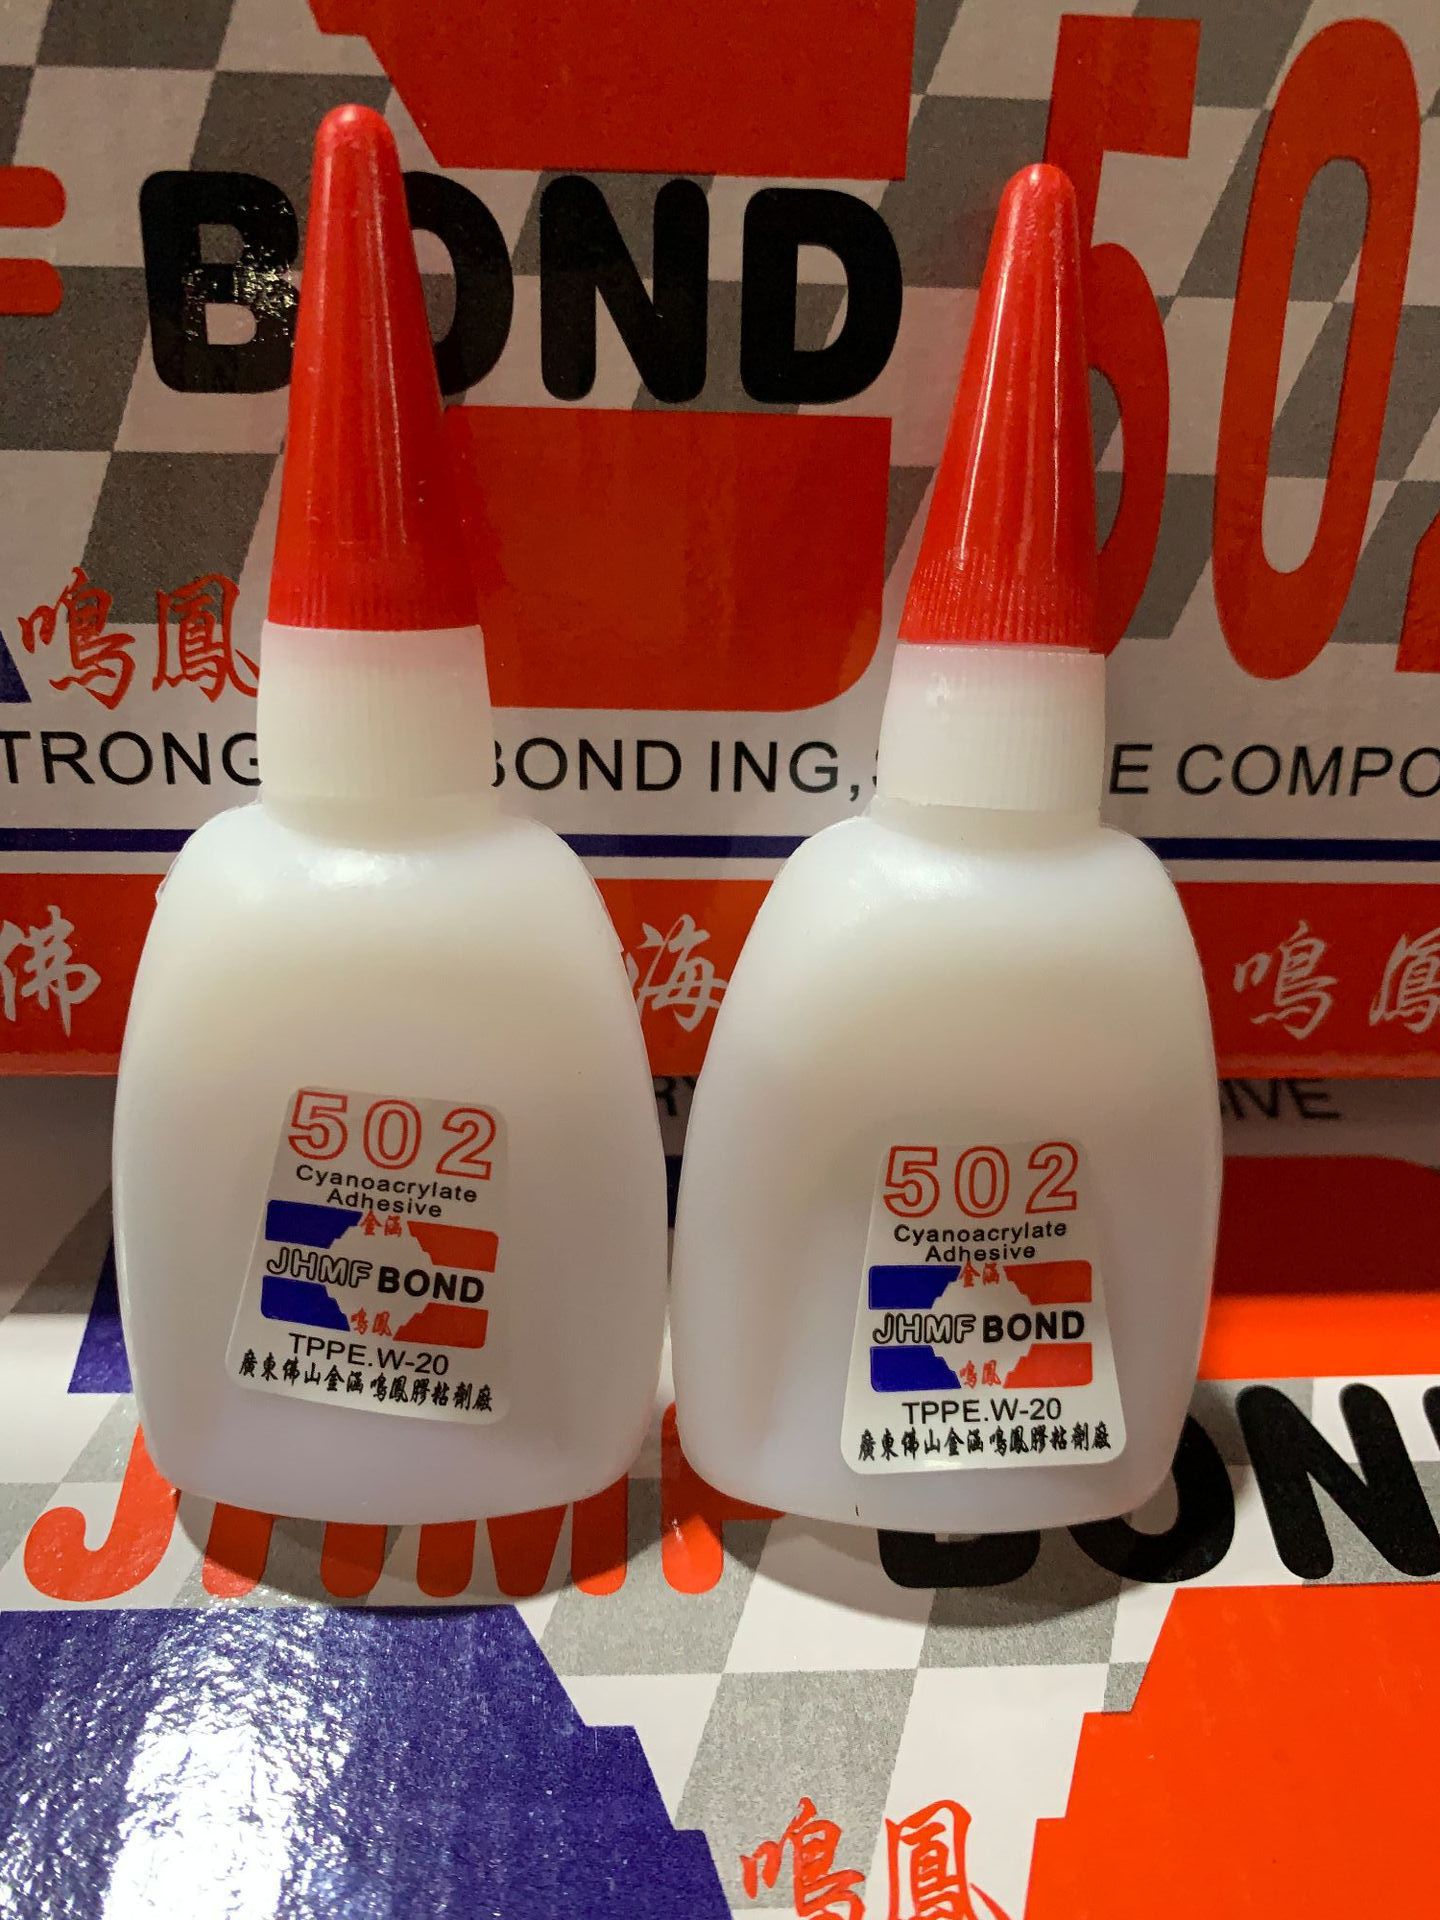 BOND
502
鳴鳳
TRONG
BOND ING,
E COMPO
佛
海
鳴鳳
502
Cyanoacrylate
Adhesive
金涵
JHMF BOND
鳴鳳
TPPE.W-20
廣東佛山金涵鳴鳳膠粘劑廠
502
Cyanoacrylate
Adhesive
金涵
JHMF BOND
鳴鳳
TPPE.W-20
廣東佛山金涵鳴鳳膠粘劑廠
JHMF BON
鳴鳳